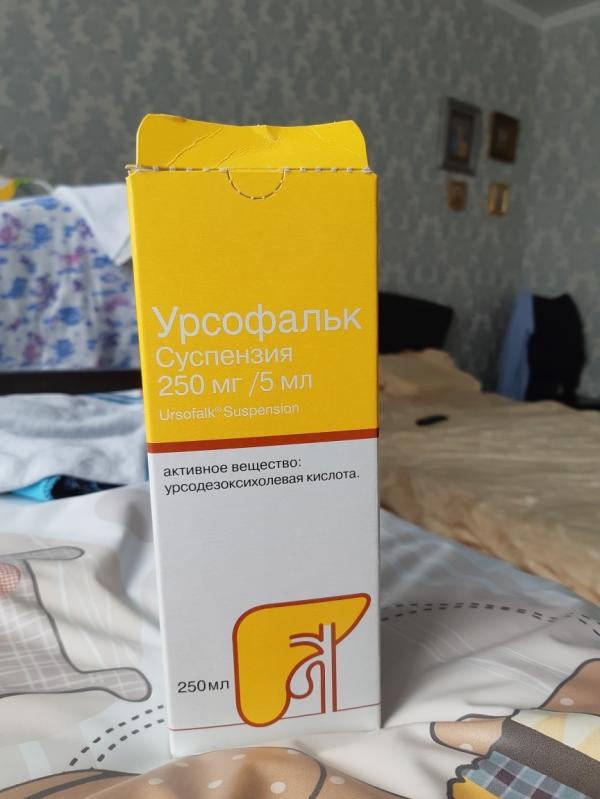 Урсофальк
Суспензия
250 мг /5 мл
Ursofalk® Suspension
активное вещество:
урсодезоксихолевая кислота.
250мл